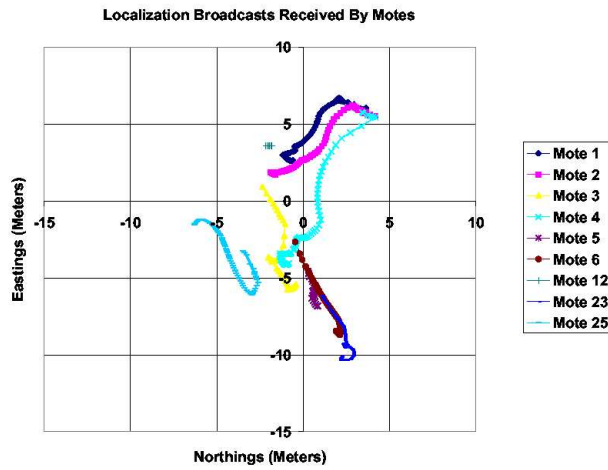 Localization Broadcasts Received By Motes
10
5
0
-15 -10 -5 0 5 10
-5
-10
-15
Eastings (Meters)
Northings (Meters)
Mote 1
Mote 2
Mote 3
Mote 4
Mote 5
Mote 6
Mote 12
Mote 23
Mote 25